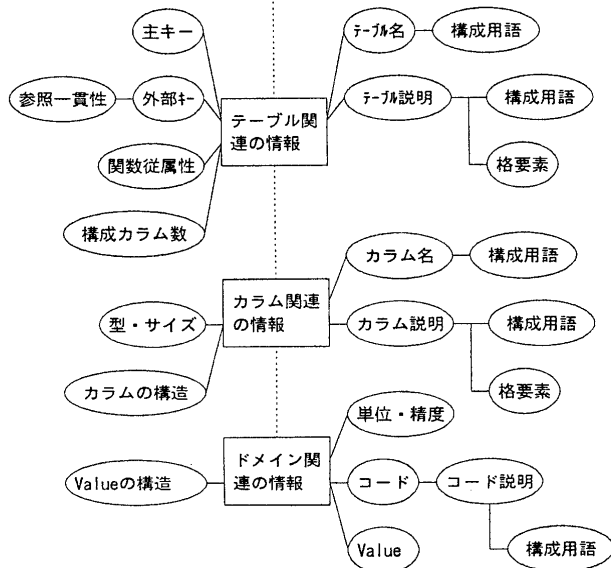 主キー
テーブル名
構成用語
参照一貫性
外部キー
テーブル関
連の情報
テーブル説明
構成用語
関数従属性
格要素
構成カラム数
カラム名
構成用語
カラム関連
の情報
型・サイズ
カラム説明
構成用語
カラムの構造
格要素
単位・精度
ドメイン関
連の情報
Valueの構造
コード
コード説明
Value
構成用語